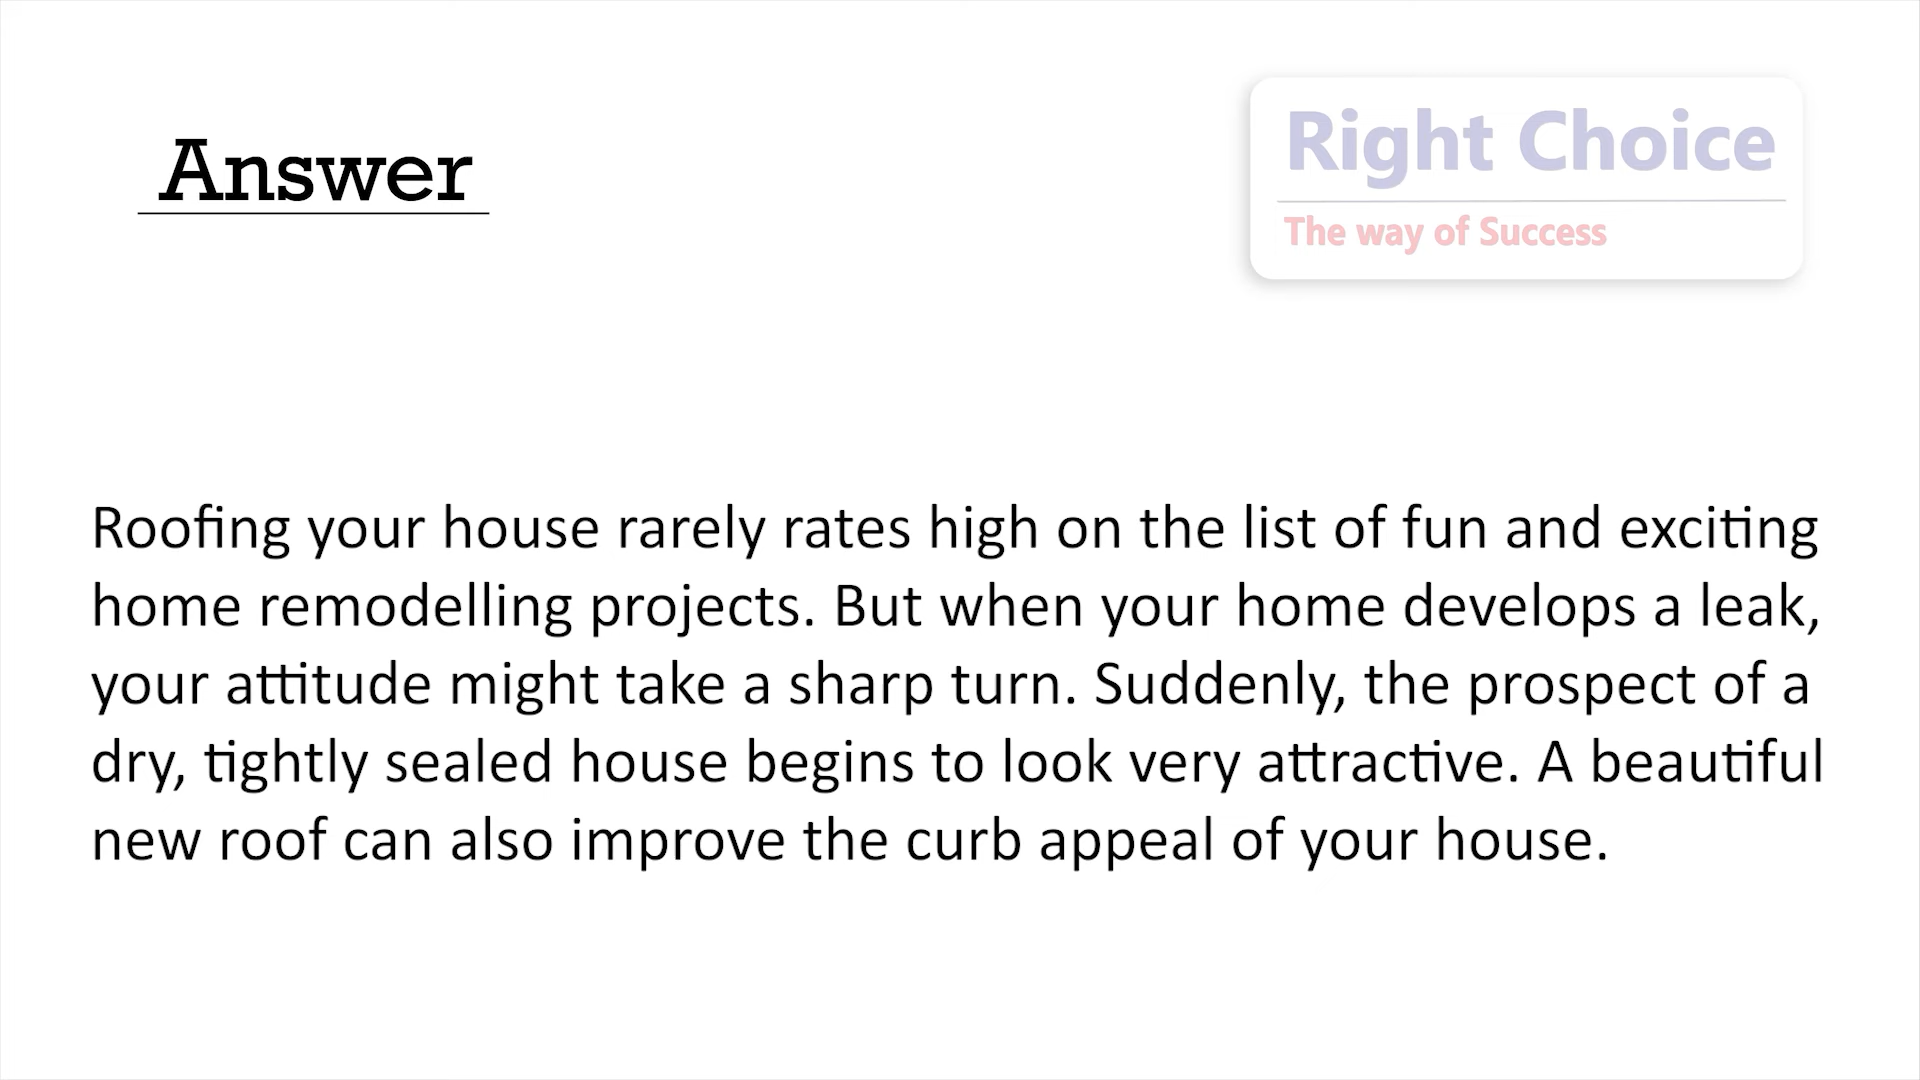 Answer
Right Choice
The way of Success
Roofing your house rarely rates high on the list of fun and exciting
home remodelling projects. But when your home develops a leak,
your attitude might take a sharp turn. Suddenly, the prospect of a
dry, tightly sealed house begins to look very attractive. A beautiful
new roof can also improve the curb appeal of your house.